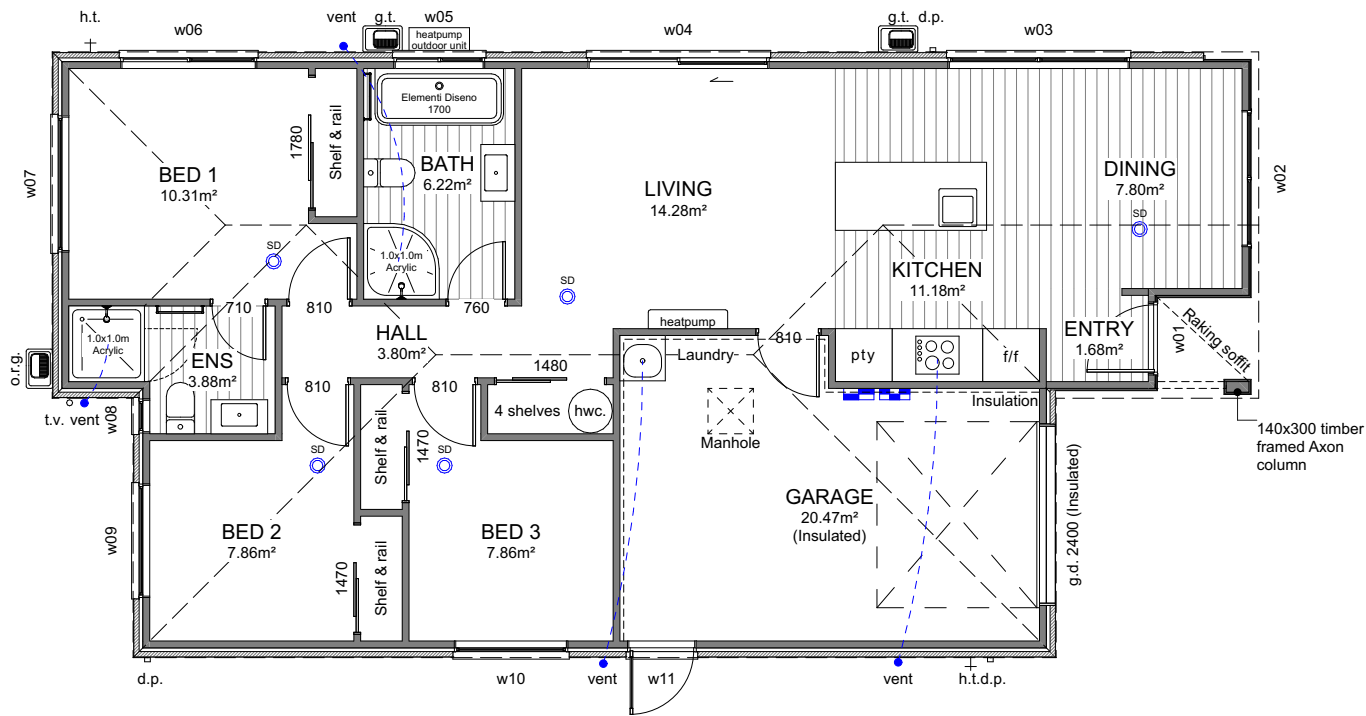 h.t.
w06
vent
g.t.
w05
heatpump
outdoor unit
w04
g.t. d.p.
w03
Elementi Diseno
1700
BED 1
10.31m²
1780
Shelf & rail
BATH
6.22m²
LIVING
14.28m²
DINING
7.80m²
SD
w07
w02
SD
1.0x1.0m
Acrylic
KITCHEN
11.18m²
SD
710
810
760
HALL
3.80m²
heatpump
810
ENTRY
1.68m²
w01
Raking soffit
1.0x1.0m
Acrylic
ENS
3.88m²
o.r.g.
Laundry
pty
f/f
1480
810
810
4 shelves
hwc.
Insulation
Manhole
t.v. vent
w08
140x300 timber
framed Axon
column
SD
Shelf & rail
1470
SD
GARAGE
20.47m²
(Insulated)
g.d. 2400 (Insulated)
BED 2
7.86m²
BED 3
7.86m²
w09
1470
Shelf & rail
d.p.
w10
vent
w11
vent
h.t.d.p.